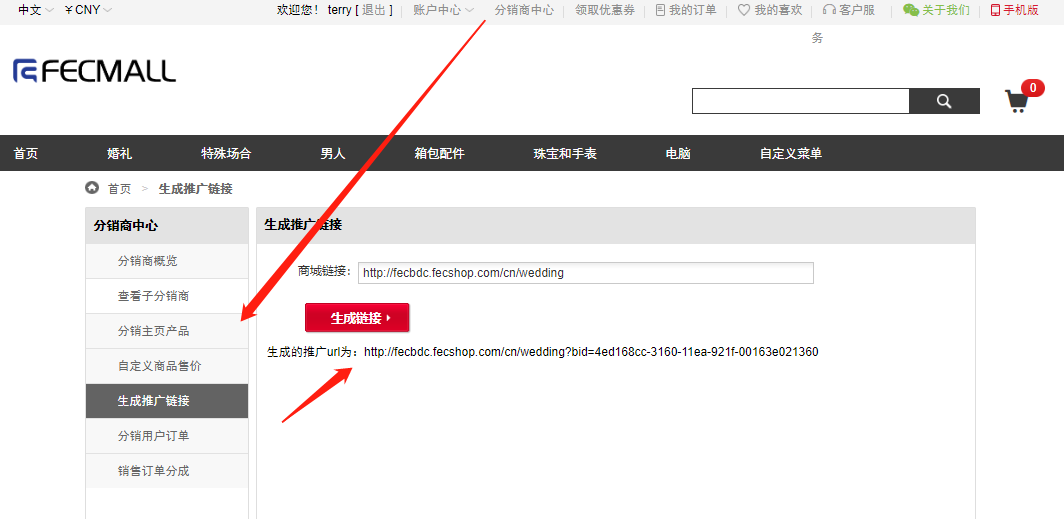 中文 ￥CNY 欢迎您! terry [ 退出 ] 账户中心 分销商中心 领取优惠券 我的订单 我的喜欢 客户服 关于我们 手机版
务
FECMALL
0
首页 婚礼 特殊场合 男人 箱包配件 珠宝和手表 电脑 自定义菜单
首页 > 生成推广链接
分销商中心
分销商概览
查看子分销商
分销主页产品
自定义商品售价
生成推广链接
分销用户订单
销售订单分成
生成推广链接
商城链接: http://fecbdc.fecshop.com/cn/wedding
生成链接
生成的推广url为: http://fecbdc.fecshop.com/cn/wedding?bid=4ed168cc-3160-11ea-921f-00163e021360